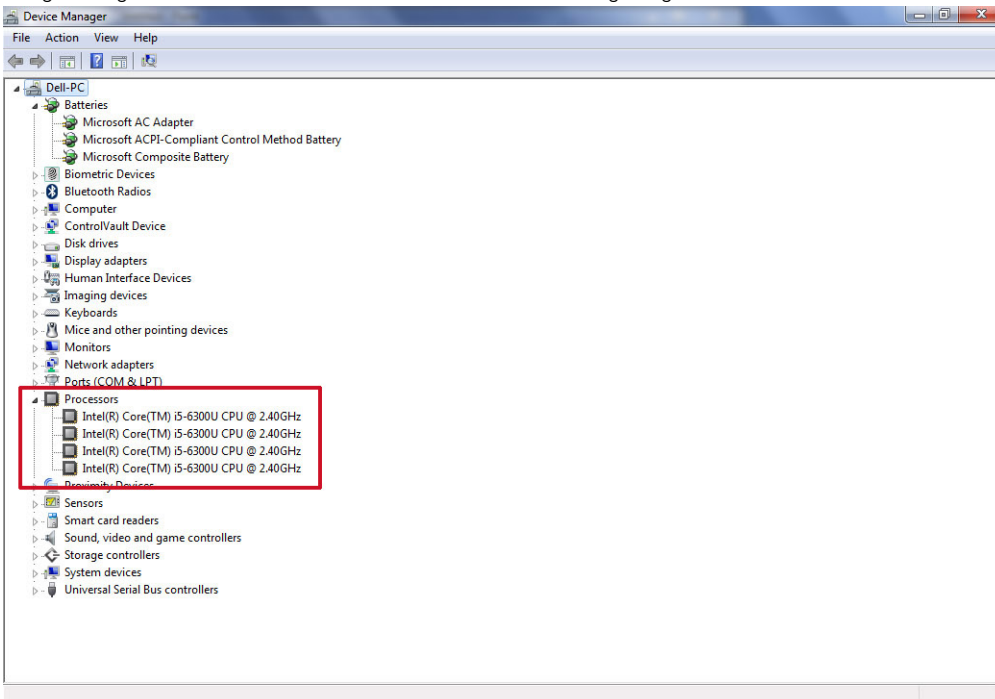 Device Manager
File Action View Help
Dell-PC
Batteries
Microsoft AC Adapter
Microsoft ACPI-Compliant Control Method Battery
Microsoft Composite Battery
Biometric Devices
Bluetooth Radios
Computer
ControlVault Device
Disk drives
Display adapters
Human Interface Devices
Imaging devices
Keyboards
Mice and other pointing devices
Monitors
Network adapters
Ports (COM & LPT)
Processors
Intel(R) Core(TM) i5-6300U CPU @ 2.40GHz
Intel(R) Core(TM) i5-6300U CPU @ 2.40GHz
Intel(R) Core(TM) i5-6300U CPU @ 2.40GHz
Intel(R) Core(TM) i5-6300U CPU @ 2.40GHz
Proximity Devices
Sensors
Smart card readers
Sound, video and game controllers
Storage controllers
System devices
Universal Serial Bus controllers